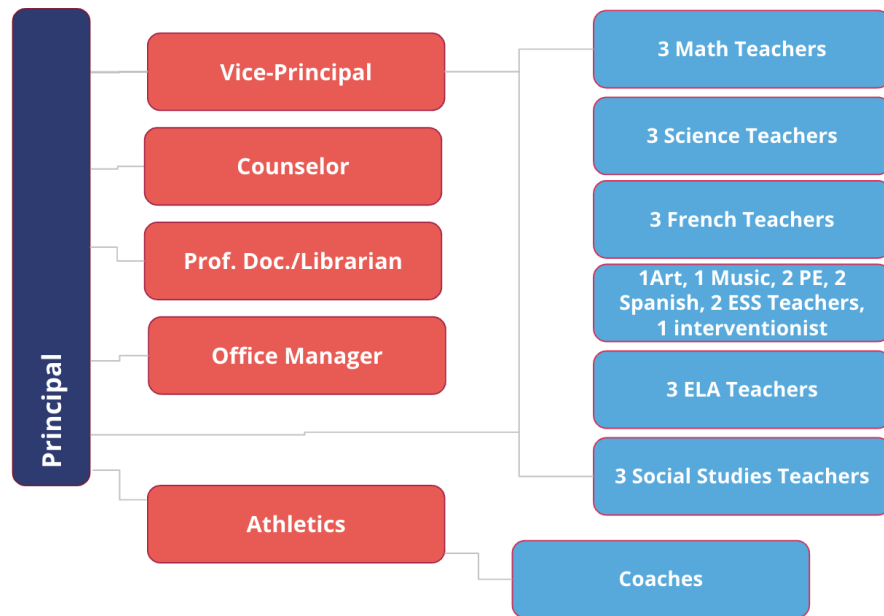 Principal
Vice-Principal
Counselor
Prof. Doc./Librarian
Office Manager
Athletics
3 Math Teachers
3 Science Teachers
3 French Teachers
1Art, 1 Music, 2 PE, 2
Spanish, 2 ESS Teachers,
1 interventionist
3 ELA Teachers
3 Social Studies Teachers
Coaches